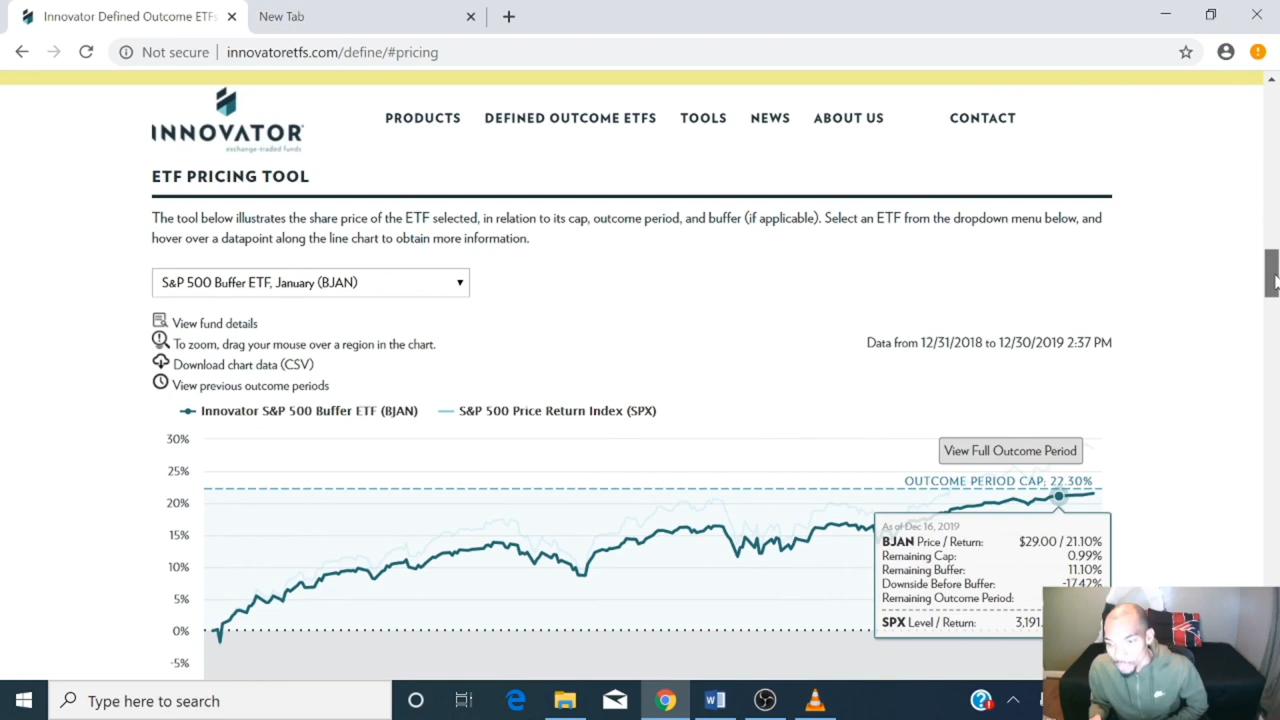 Innovator Defined Outcome ETFs
New Tab
Not secure
innovatoretfs.com/define/#pricing
INNOVATOR
exchange-traded funds
PRODUCTS
DEFINED OUTCOME ETFS
TOOLS
NEWS
ABOUT US
CONTACT
ETF PRICING TOOL
The tool below illustrates the share price of the ETF selected, in relation to its cap, outcome period, and buffer (if applicable). Select an ETF from the dropdown menu below, and
hover over a datapoint along the line chart to obtain more information.
S&P 500 Buffer ETF, January (BJAN)
View fund details
To zoom, drag your mouse over a region in the chart.
Data from 12/31/2018 to 12/30/2019 2:37 PM
Download chart data (CSV)
View previous outcome periods
Innovator S&P 500 Buffer ETF (BJAN)
S&P 500 Price Return Index (SPX)
30%
View Full Outcome Period
25%
OUTCOME PERIOD CAP: 22.30%
20%
As of Dec 16, 2019
BJAN Price / Return: $29.00 / 21.10%
15%
Remaining Cap: 0.99%
Remaining Buffer: 11.10%
10%
Downside Before Buffer: -17.42%
Remaining Outcome Period:
5%
SPX Level / Return: 3,191.
0%
-5%
Type here to search